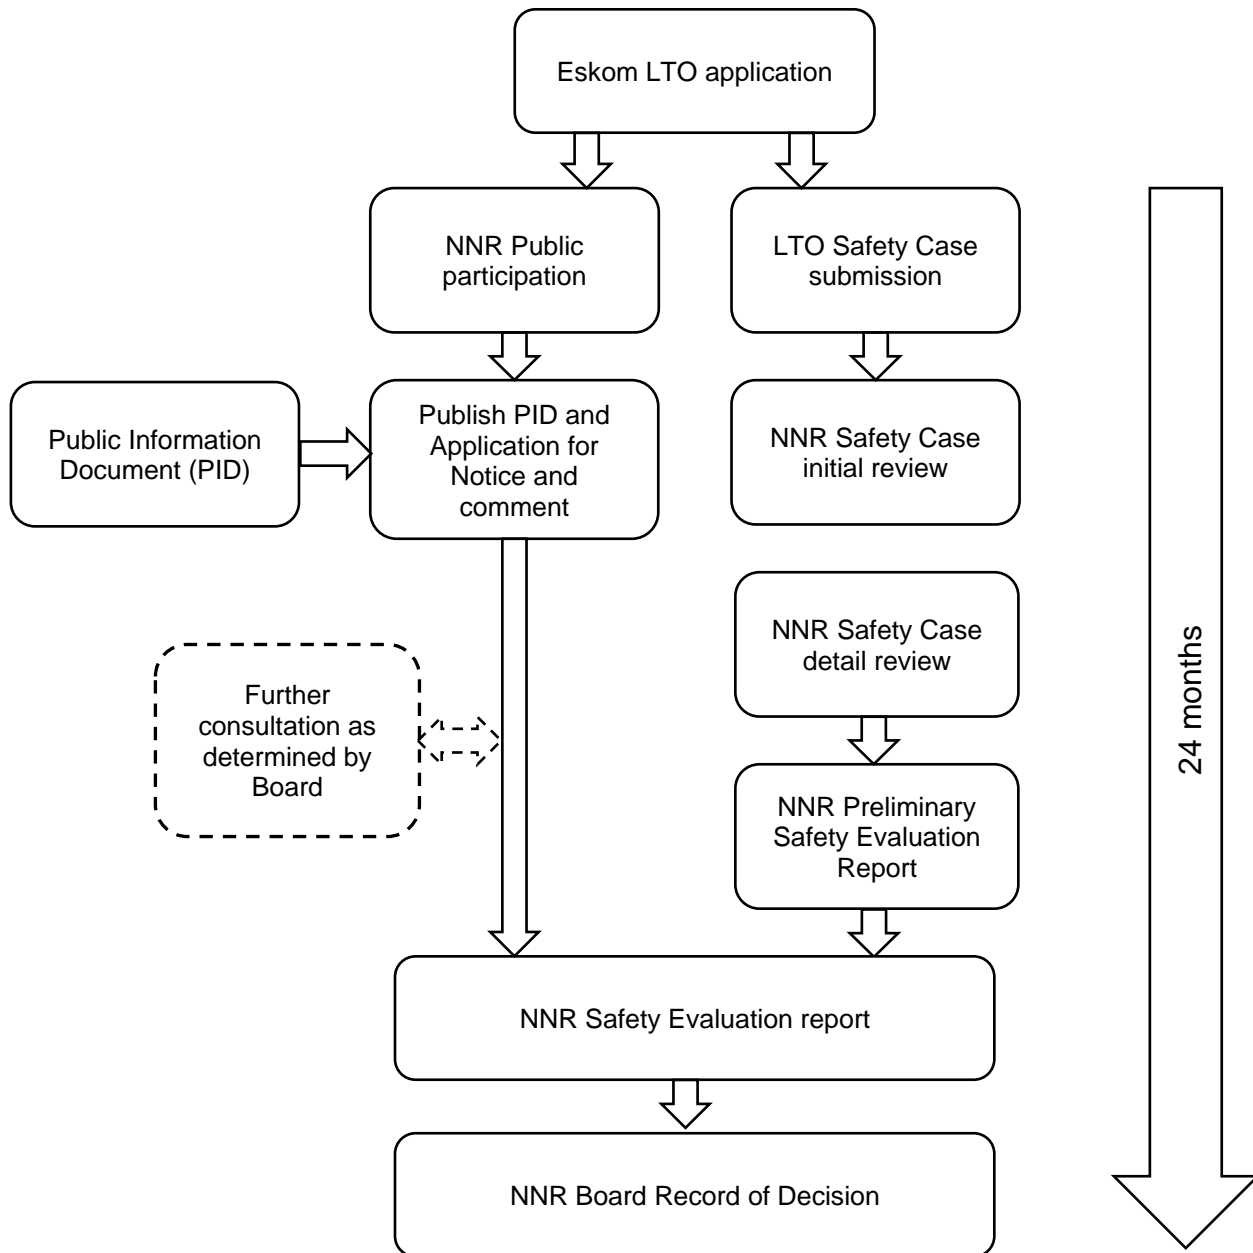 Eskom LTO application
NNR Public
participation
LTO Safety Case
submission
Public Information
Document (PID)
Publish PID and
Application for
Notice and
comment
NNR Safety Case
initial review
NNR Safety Case
detail review
Further
consultation as
determined by
Board
24 months
NNR Preliminary
Safety Evaluation
Report
NNR Safety Evaluation report
NNR Board Record of Decision